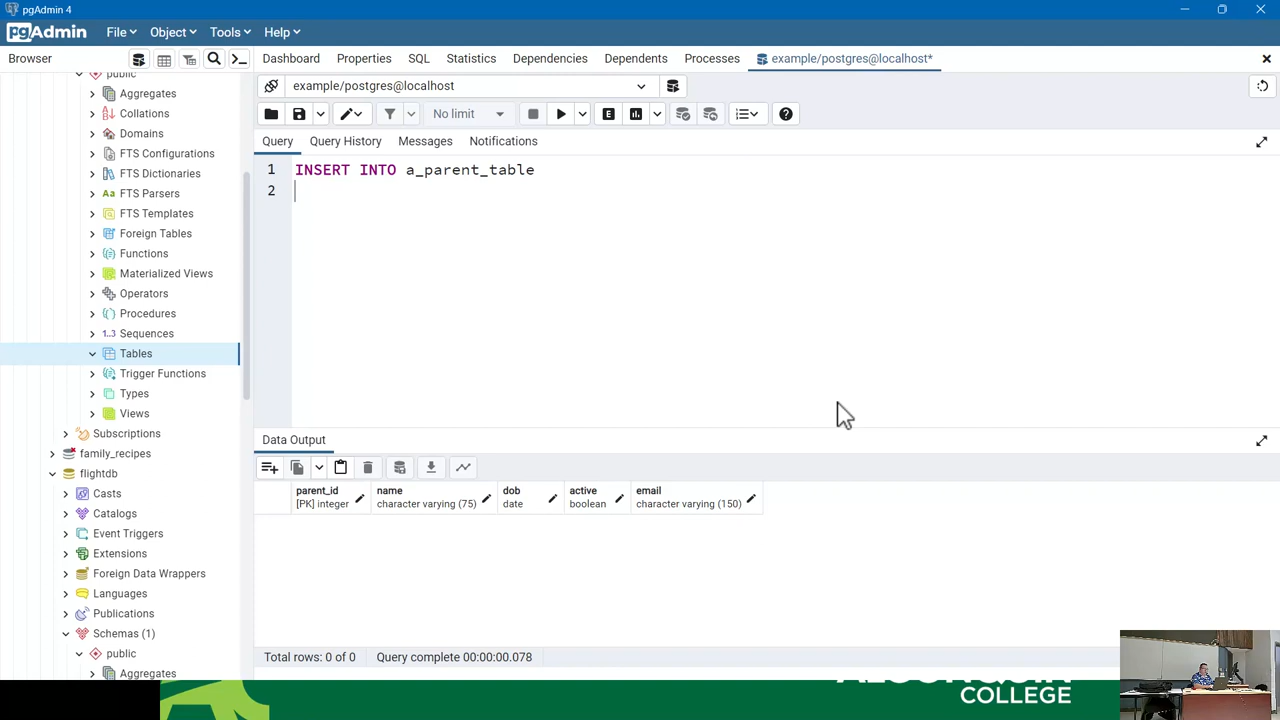 pgAdmin 4
pgAdmin File Object Tools Help
Browser
Dashboard Properties SQL Statistics Dependencies Dependents Processes example/postgres@localhost*
public
example/postgres@localhost
Aggregates
Collations
Domains
FTS Configurations
FTS Dictionaries
FTS Parsers
FTS Templates
Foreign Tables
Functions
Materialized Views
Operators
Procedures
Sequences
Tables
Trigger Functions
Types
Views
Subscriptions
family_recipes
flightdb
Casts
Catalogs
Event Triggers
Extensions
Foreign Data Wrappers
Languages
Publications
Schemas (1)
public
Aggregates
No limit
Query Query History Messages Notifications
1 INSERT INTO a_parent_table
2
Data Output
parent_id name dob active email
[PK] integer character varying (75) date boolean character varying (150)
Total rows: 0 of 0 Query complete 00:00:00.078
COLLEGE